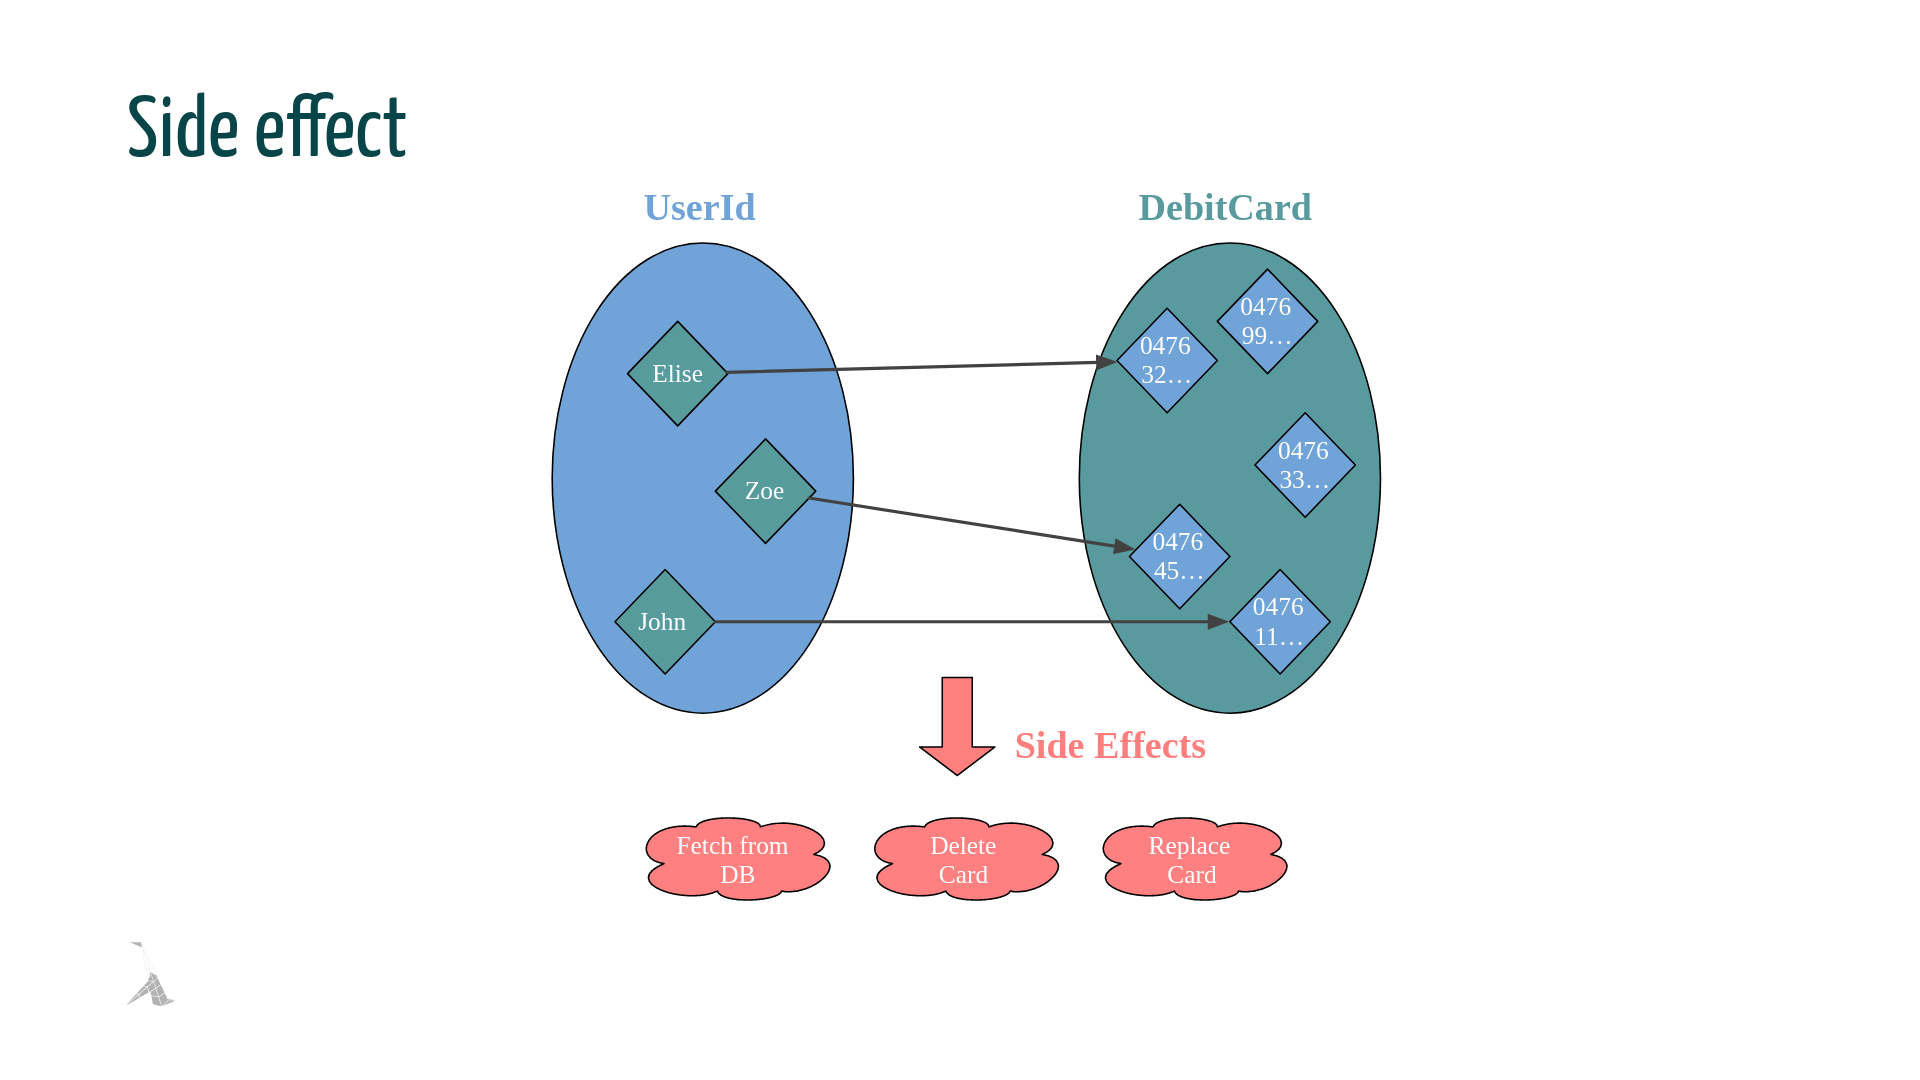 Side effect
UserId
DebitCard
Elise
Zoe
John
0476
99…
0476
32…
0476
33…
0476
45…
0476
11…
Side Effects
Fetch from
DB
Delete
Card
Replace
Card